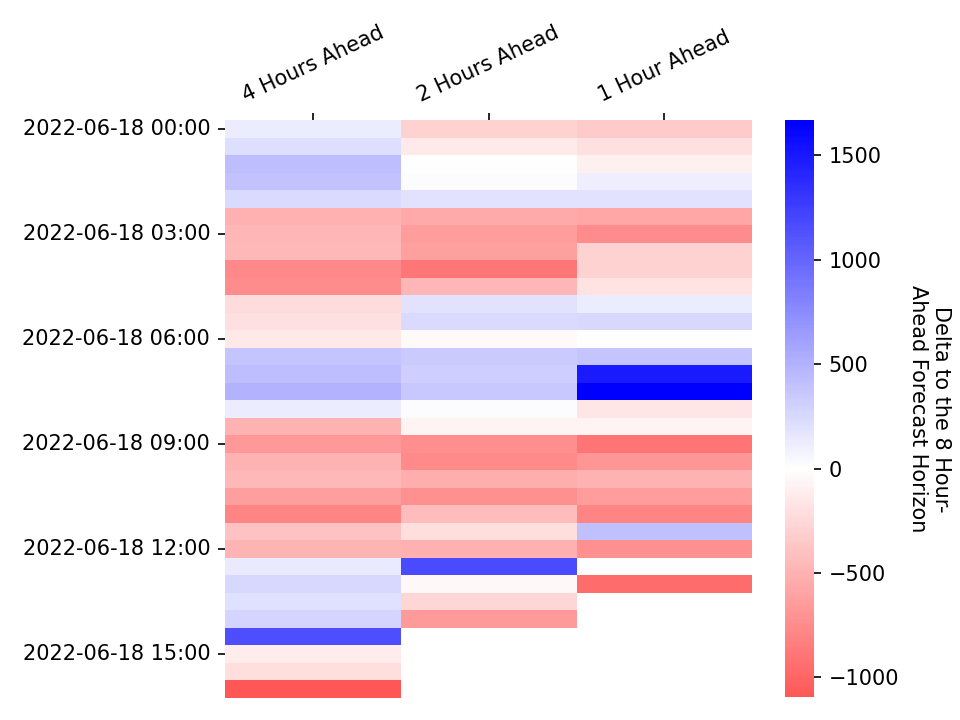 4 Hours Ahead
2 Hours Ahead
1 Hour Ahead
2022-06-18 00:00
2022-06-18 03:00
2022-06-18 06:00
2022-06-18 09:00
2022-06-18 12:00
2022-06-18 15:00
1500
1000
500
0
−500
−1000
Delta to the 8 Hour-
Ahead Forecast Horizon